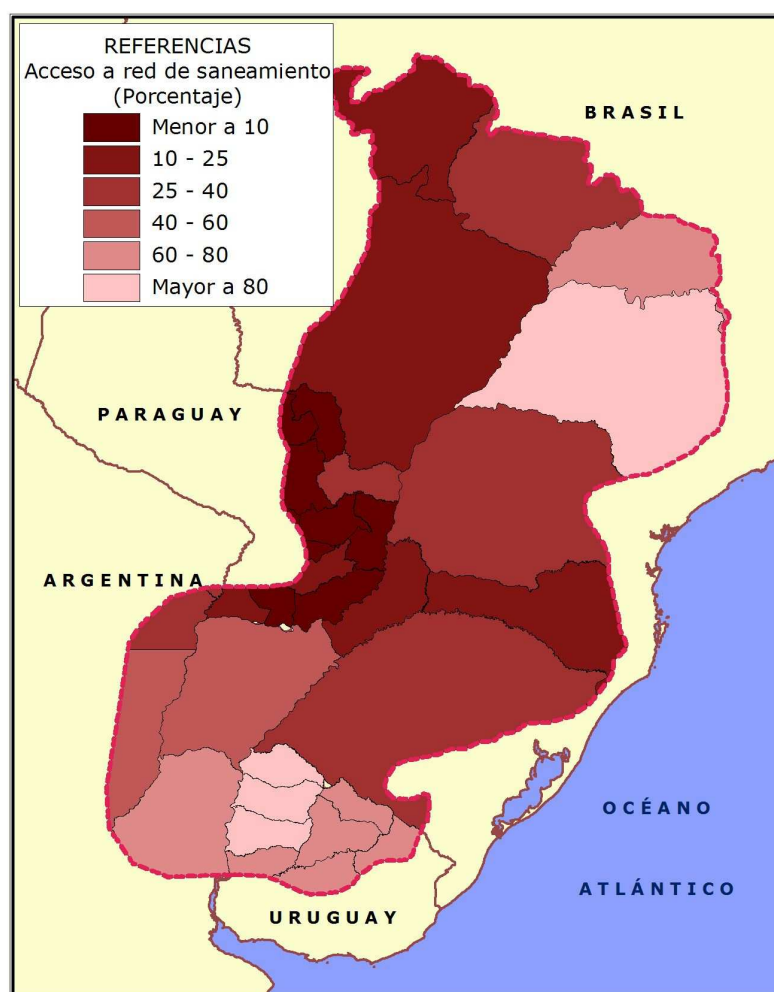 REFERENCIAS
Acceso a red de saneamiento
(Porcentaje)
Menor a 10
10 - 25
25 - 40
40 - 60
60 - 80
Mayor a 80
BRASIL
PARAGUAY
ARGENTINA
OCÉANO
ATLÁNTICO
URUGUAY